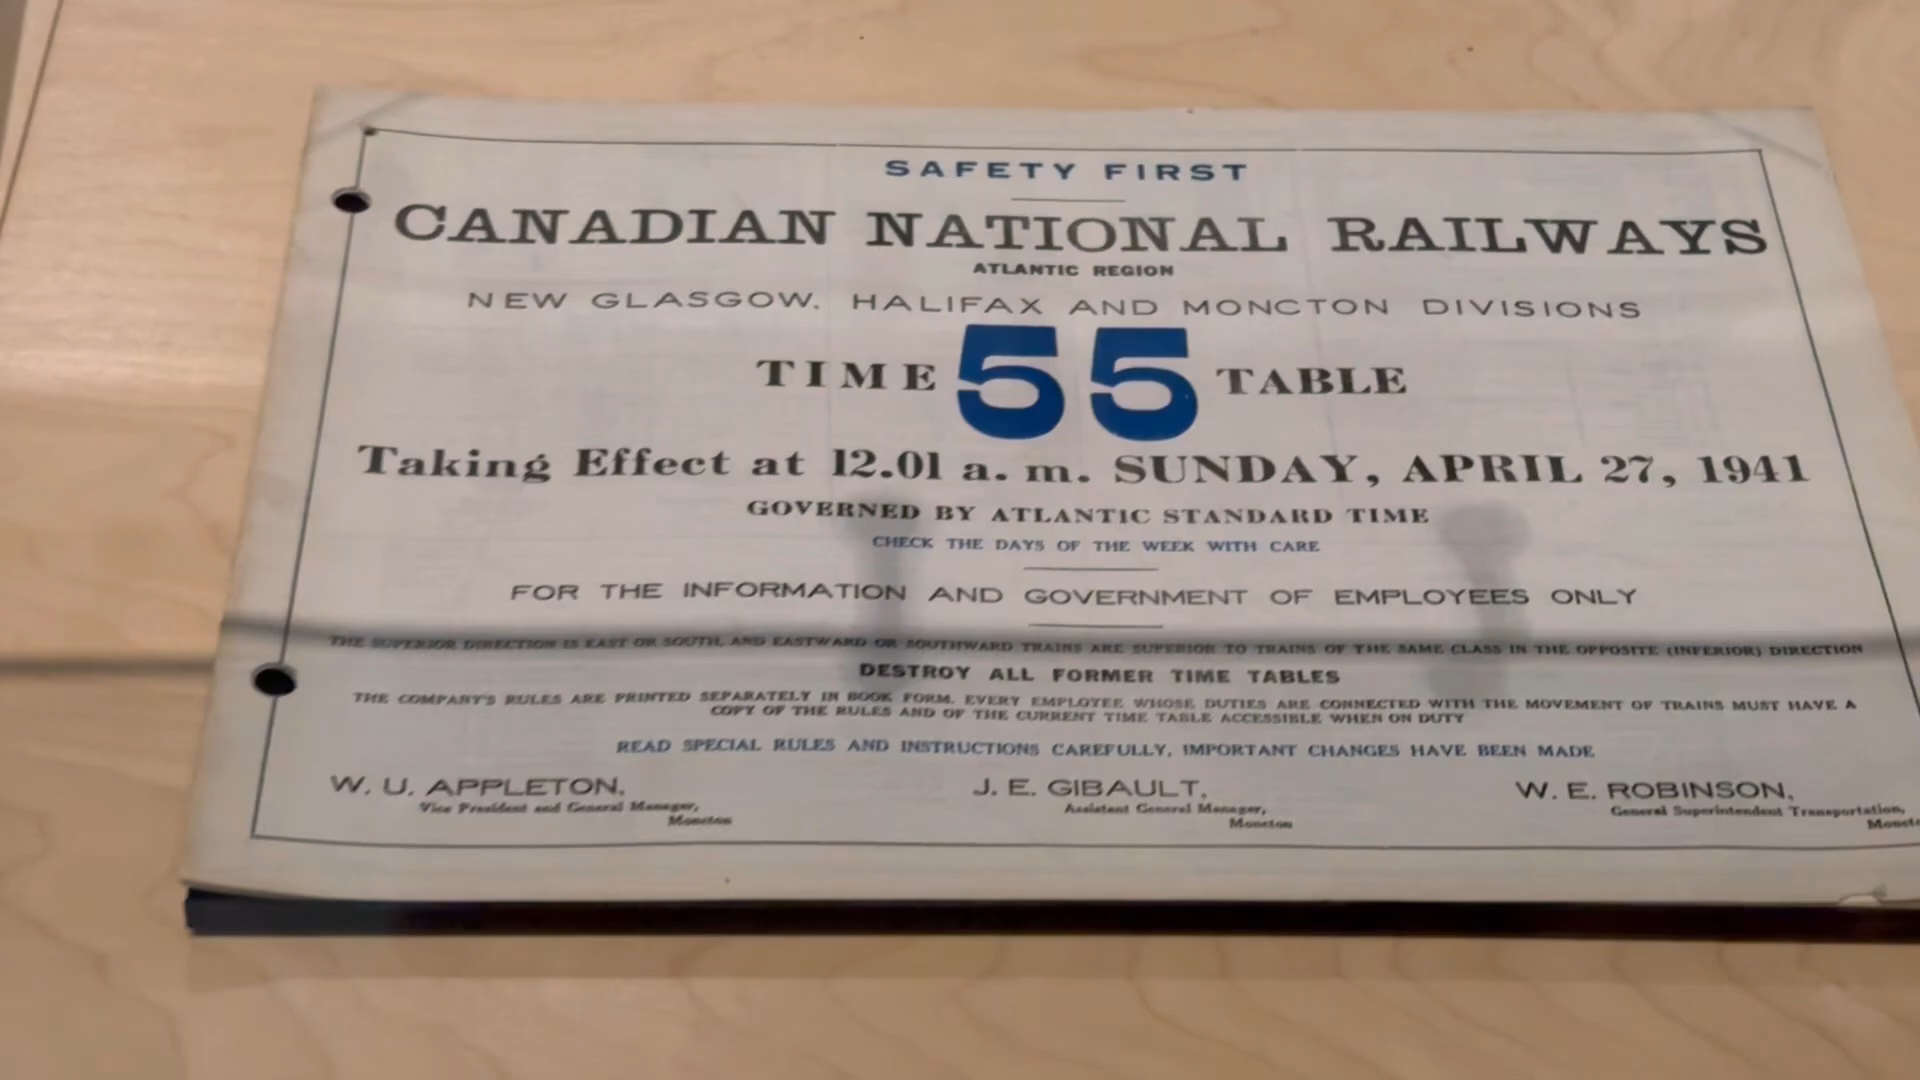 SAFETY FIRST
CANADIAN NATIONAL RAILWAYS
ATLANTIC REGION
NEW GLASGOW, HALIFAX AND MONCTON DIVISIONS
TIME 55 TABLE
Taking Effect at 12.01 a. m. SUNDAY, APRIL 27, 1941
GOVERNED BY ATLANTIC STANDARD TIME
CHECK THE DAYS OF THE WEEK WITH CARE
FOR THE INFORMATION AND GOVERNMENT OF EMPLOYEES ONLY
THE SUPERIOR DIRECTION IS EAST OR SOUTH, AND EASTWARD OR SOUTHWARD TRAINS ARE SUPERIOR TO TRAINS OF THE SAME CLASS IN THE OPPOSITE (INFERIOR) DIRECTION
DESTROY ALL FORMER TIME TABLES
THE COMPANY'S RULES ARE PRINTED SEPARATELY IN BOOK FORM. EVERY EMPLOYEE WHOSE DUTIES ARE CONNECTED WITH THE MOVEMENT OF TRAINS MUST HAVE A
COPY OF THE RULES AND OF THE CURRENT TIME TABLE ACCESSIBLE WHEN ON DUTY
READ SPECIAL RULES AND INSTRUCTIONS CAREFULLY, IMPORTANT CHANGES HAVE BEEN MADE
W. U. APPLETON,
Vice President and General Manager,
Moncton
J. E. GIBAULT,
Assistant General Manager,
Moncton
W. E. ROBINSON,
General Superintendent Transportation,
Moncto